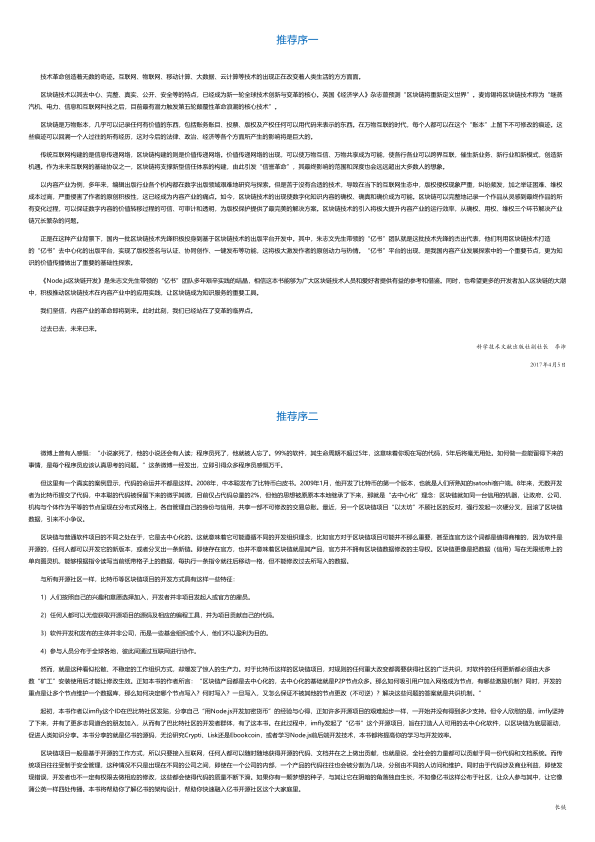 推荐序一
技术革命创造着无数的奇迹。互联网、物联网、移动计算、大数据、云计算等技术的出现正在改变着人类生活的方方面面。
区块链技术以其去中心、完整、真实、公开、安全等的特点，已经成为新一轮全球技术创新与变革的核心。英国《经济学人》杂志曾预测“区块链将重新定义世界”。麦肯锡将区块链技术称为“继蒸
汽机、电力、信息和互联网科技之后，目前最有潜力触发第五轮颠覆性革命浪潮的核心技术”。
区块链是万物账本，几乎可以记录任何有价值的东西，包括账务账目、投票、版权及产权任何可以用代码来表示的东西。在万物互联的时代，每个人都可以在这个“账本”上留下不可修改的痕迹。这
些痕迹可以回溯一个人过往的所有经历，这对今后的法律、政治、经济等各个方面所产生的影响将是巨大的。
传统互联网构建的是信息传递网络，区块链构建的则是价值传递网络。价值传递网络的出现，可以使万物互信、万物共享成为可能，使各行各业可以跨界互联，催生新业务、新行业和新模式，创造新
机遇。作为未来互联网的基础协议之一，区块链将支撑新型信任体系的构建，由此引发“信誉革命”，其最终影响的范围和深度也会远远超出大多数人的想象。
以内容产业为例，多年来，编辑出版行业各个机构都在数字出版领域艰难地研究与探索。但是苦于没有合适的技术，导致在当下的互联网生态中，版权侵权现象严重，纠纷频发，加之举证困难、维权
成本过高，严重侵害了作者的原创积极性，这已经成为内容产业的痛点。如今，区块链技术的出现使数字化知识内容的确权、确真和确价成为可能。区块链可以完整地记录一个作品从灵感到最终作品的所
有变化过程，可以保证数字内容的价值转移过程的可信、可审计和透明，为版权保护提供了最完美的解决方案。区块链技术的引入将极大提升内容产业的运行效率，从确权、用权、维权三个环节解决产业
链冗长繁杂的问题。
正是在这种产业背景下，国内一批区块链技术先锋积极投身到基于区块链技术的出版平台开发中。其中，朱志文先生带领的“亿书”团队就是这批技术先锋的杰出代表，他们利用区块链技术打造
的“亿书”去中心化的出版平台，实现了版权签名与认证、协同创作、一键发布等功能，这将极大激发作者的原创动力与热情。“亿书”平台的出现，是我国内容产业发展探索中的一个重要节点，更为知
识的价值传播做出了重要的基础性探索。
《Node.js区块链开发》是朱志文先生带领的“亿书”团队多年艰辛实践的结晶，相信这本书能够为广大区块链技术人员和爱好者提供有益的参考和借鉴。同时，也希望更多的开发者加入区块链的大潮
中，积极推动区块链技术在内容产业中的应用实践，让区块链成为知识服务的重要工具。
我们坚信，内容产业的革命即将到来。此时此刻，我们已经站在了变革的临界点。
过去已去，未来已来。
科学技术文献出版社副社长 李
2017年4月5日
推荐序二
微博上曾有人感慨：“小说家死了，他的小说还会有人读；程序员死了，他就被人忘了。99%的软件，其生命周期不超过5年，这意味着你现在写的代码，5年后将毫无用处。如何做一些能留得下来的
事情，是每个程序员应该认真思考的问题。”这条微博一经发出，立即引得众多程序员感慨万千。
但这里有一个真实的案例显示，代码的命运并不都是这样。2008年，中本聪发布了比特币白皮书。2009年1月，他开发了比特币的第一个版本，也就是人们所熟知的satoshi客户端。8年来，无数开发
者为比特币提交了代码，中本聪的代码被保留下来的微乎其微，目前仅占代码总量的2%，但他的思想被原原本本地继承了下来，那就是“去中心化”理念：区块链就如同一台信用的机器，让政府、公司、
机构与个体作为平等的节点呈现在分布式网络上，各自管理自己的身份与信用，共享一部不可修改的交易总账。最近，另一个区块链项目“以太坊”不顾社区的反对，强行发起一次硬分叉，回滚了区块链
数据，引来不小争议。
区块链与普通软件项目的不同之处在于，它是去中心化的。这就意味着它可能遵循不同的开发组织理念，比如官方对于区块链项目可能并不那么重要，甚至连官方这个词都是值得商榷的，因为软件是
开源的，任何人都可以开发它的新版本，或者分叉出一条新链。即使存在官方，也并不意味着区块链就是其产品，官方并不拥有区块链数据修改的主导权。区块链更像是把数据（信用）写在无限纸带上的
单向图灵机，能够根据指令读写当前纸带格子上的数据，每执行一条指令就往后移动一格，但不能修改过去所写入的数据。
与所有开源社区一样，比特币等区块链项目的开发方式具有这样一些特征：
1）人们按照自己的兴趣和意愿选择加入，开发者并非项目发起人或官方的雇员。
2）任何人都可以无偿获取开源项目的源码及相应的编程工具，并为项目贡献自己的代码。
3）软件开发和发布的主体并非公司，而是一些基金组织或个人，他们不以盈利为目的。
4）参与人员分布于全球各地，彼此间通过互联网进行协作。
然而，就是这种看似松散、不稳定的工作组织方式，却爆发了惊人的生产力。对于比特币这样的区块链项目，对规则的任何重大改变都需要获得社区的广泛共识，对软件的任何更新都必须由大多
数“矿工”安装使用后才能让修改生效。正如本书的作者所言：“区块链产品都是去中心化的，去中心化的基础就是P2P节点众多。那么如何吸引用户加入网络成为节点，有哪些激励机制？同时，开发的
重点是让多个节点维护一个数据库，那么如何决定哪个节点写入？何时写入？一旦写入，又怎么保证不被其他的节点更改（不可逆）？解决这些问题的答案就是共识机制。”
起初，本书作者以imfly这个ID在巴比特社区发帖，分享自己“用Node.js开发加密货币”的经验与心得，正如许多开源项目的艰难起步一样，一开始并没有得到多少支持。但令人欣慰的是，imfly坚持
了下来，并有了更多志同道合的朋友加入，从而有了巴比特社区的开发者群体，有了这本书。在此过程中，imfly发起了“亿书”这个开源项目，旨在打造人人可用的去中心化软件，以区块链为底层驱动，
促进人类知识分享。本书分享的就是亿书的源码，无论研究Crypti、Lisk还是Ebookcoin，或者学习Node.js前后端开发技术，本书都将提高你的学习与开发效率。
区块链项目一般是基于开源的工作方式，所以只要接入互联网，任何人都可以随时随地获得源的代码、文档并在之上做出贡献，也就是说，全社会的力量都可以贡献于同一份代码和文档系统。而传
统项目往往受制于安全管理，这种情况不只是出现在不同的公司之间，即使在一个公司的内部，一个产品的代码往往也会被分割为几块，分别由不同的人访问和维护。同时由于代码涉及商业利益，即使发
现错误，开发者也不一定有权限去做相应的修改，这些都会使得代码的质量不断下滑。如果你有一颗梦想的种子，与其让它在阴暗的角落独自生长，不如像亿书这样公布于社区，让众人参与其中，让它像
蒲公英一样四处传播。本书将帮助你了解亿书的架构设计，帮助你快速融入亿书开源社区这个大家庭里。
长铗